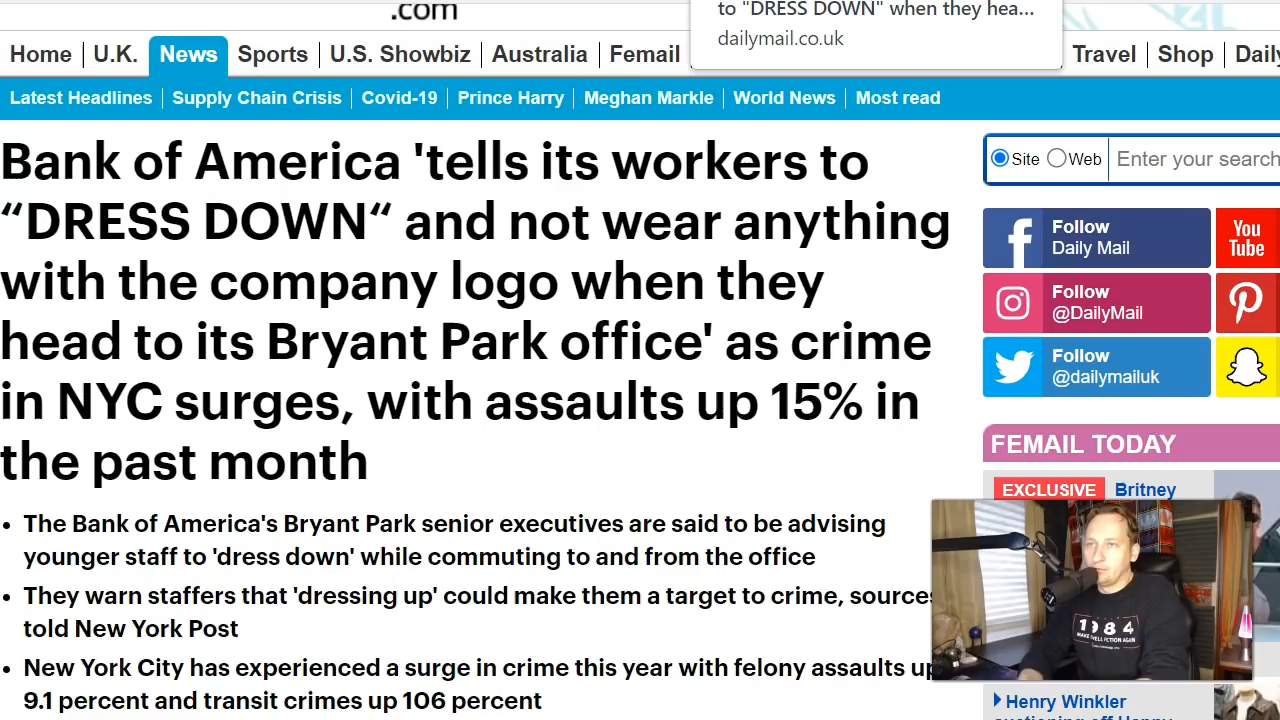 .com
to "DRESS DOWN" when they hea...
dailymail.co.uk
Home U.K. News Sports U.S. Showbiz Australia Femail Travel Shop
Latest Headlines Supply Chain Crisis Covid-19 Prince Harry Meghan Markle World News Most read
Bank of America 'tells its workers to
“DRESS DOWN“ and not wear anything
with the company logo when they
head to its Bryant Park office' as crime
in NYC surges, with assaults up 15% in
the past month
The Bank of America's Bryant Park senior executives are said to be advising
younger staff to 'dress down' while commuting to and from the office
They warn staffers that 'dressing up' could make them a target to crime, sources
told New York Post
New York City has experienced a surge in crime this year with felony assaults up
9.1 percent and transit crimes up 106 percent
Site Web Enter your search
Follow
Daily Mail
You
Tube
Follow
@DailyMail
Follow
@dailymailuk
FEMAIL TODAY
EXCLUSIVE Britney
1984
FICTION AGAIN
Henry Winkler